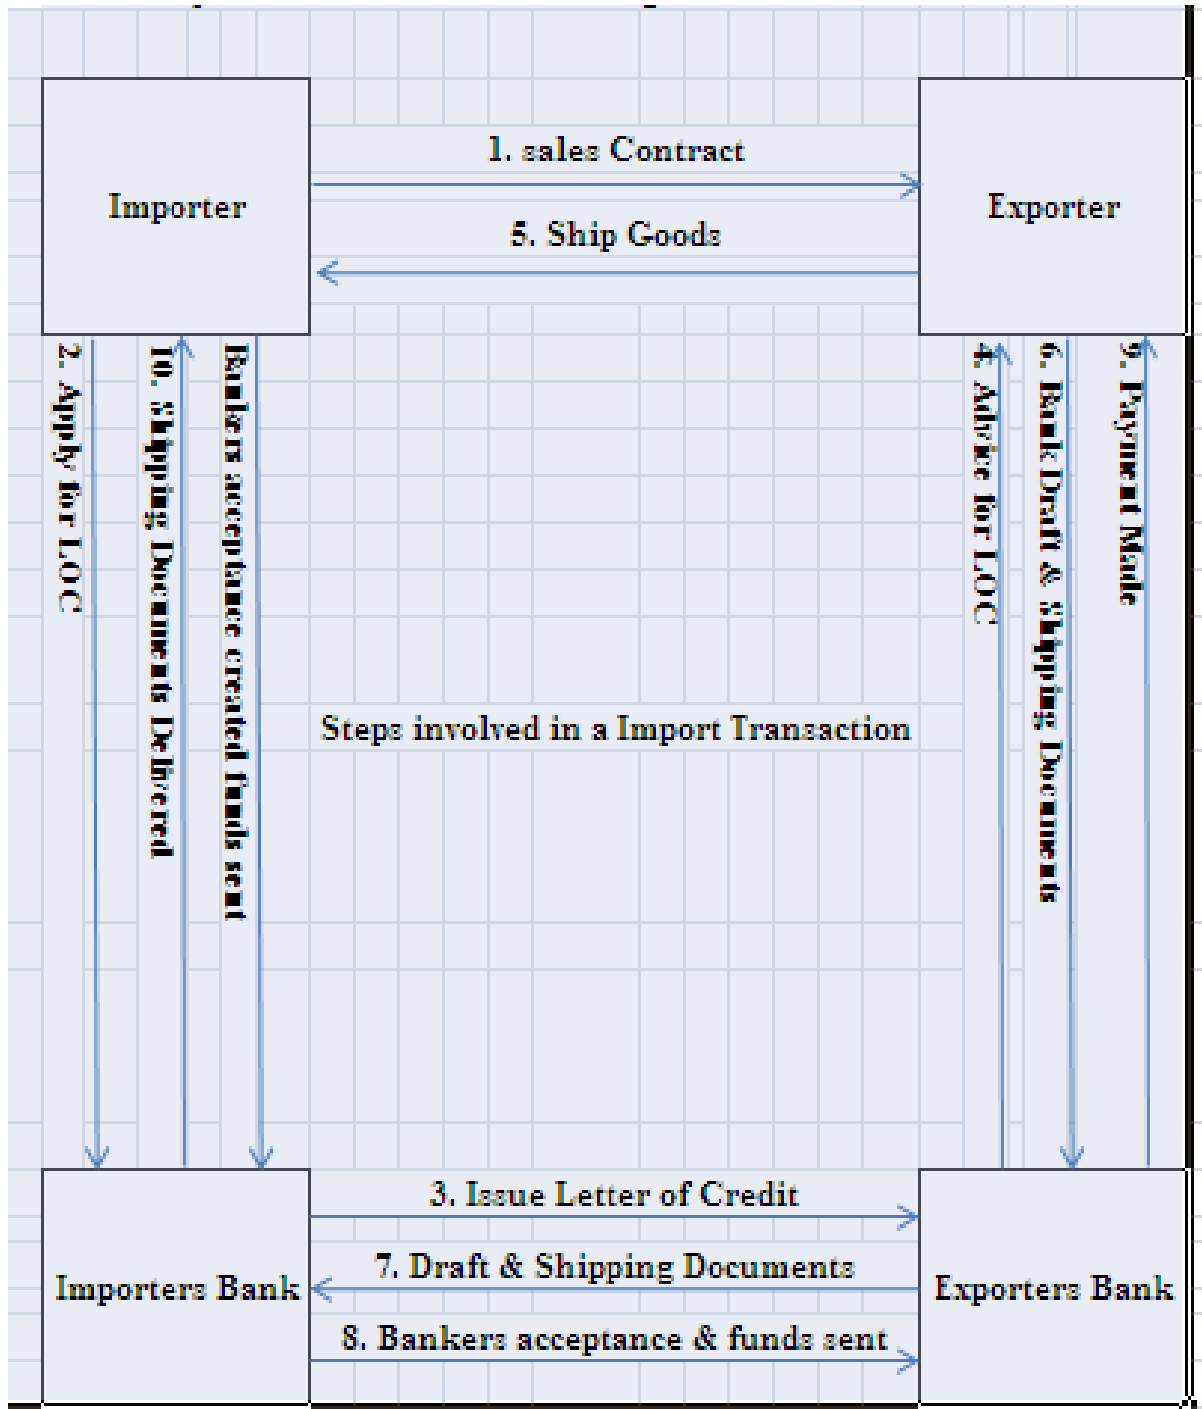 1. sales Contract
Importer
Exporter
5. Ship Goods
2. Apply for LOC
10. Shipping Documents Delivered
Bankers acceptance created funds sent
4. Advice for LOC
6. Bank Draft & Shipping Documents
9. Payment Made
Steps involved in a Import Transaction
3. Issue Letter of Credit
7. Draft & Shipping Documents
Importers Bank
Exporters Bank
8. Bankers acceptance & funds sent